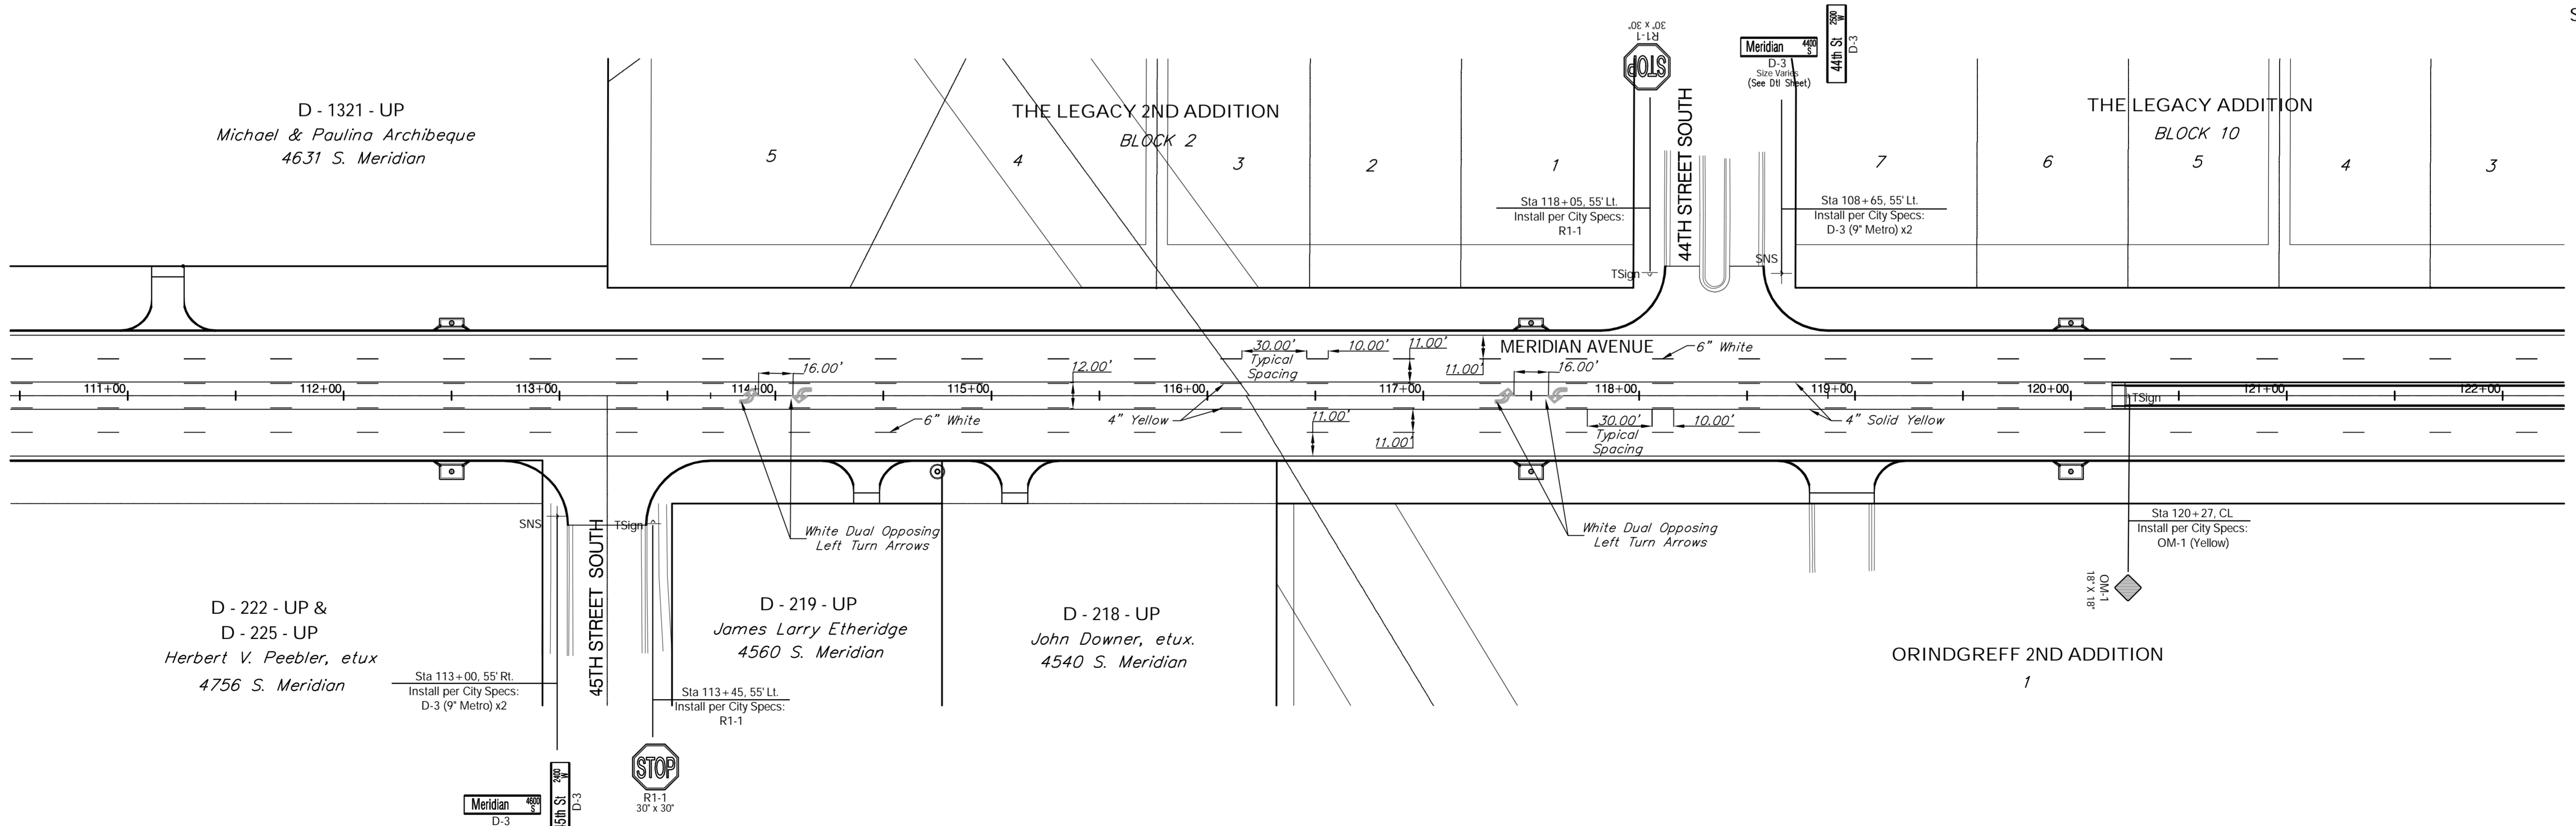 D - 1321 - UP
Michael & Paulina Archibeque
4631 S. Meridian
THE LEGACY 2ND ADDITION
BLOCK 2
5
4
3
2
1
30" x 30"
R1-1
STOP
Meridian 4400 S
D-3
Size Varies
(See Dtl Sheet)
44th St 2500 W
D-3
S
THE LEGACY ADDITION
BLOCK 10
7
6
5
4
3
Sta 118+05, 55' Lt.
Install per City Specs:
R1-1
44TH STREET SOUTH
Sta 108+65, 55' Lt.
Install per City Specs:
D-3 (9" Metro) x2
TSign
SNS
30.00'
Typical
Spacing
10.00'
11.00'
11.00'
MERIDIAN AVENUE
6" White
16.00'
12.00'
16.00'
111+00
112+00
113+00
114+00
115+00
116+00
117+00
118+00
119+00
120+00
121+00
122+00
TSign
6" White
4" Yellow
11.00'
11.00'
30.00'
Typical
Spacing
10.00'
4" Solid Yellow
SNS
TSign
45TH STREET SOUTH
White Dual Opposing
Left Turn Arrows
White Dual Opposing
Left Turn Arrows
Sta 120+27, CL
Install per City Specs:
OM-1 (Yellow)
OM-1
18" X 18"
D - 222 - UP &
D - 225 - UP
Herbert V. Peebler, etux
4756 S. Meridian
Sta 113+00, 55' Rt.
Install per City Specs:
D-3 (9" Metro) x2
Sta 113+45, 55' Lt.
Install per City Specs:
R1-1
D - 219 - UP
James Larry Etheridge
4560 S. Meridian
D - 218 - UP
John Downer, etux.
4540 S. Meridian
ORINDGREFF 2ND ADDITION
1
Meridian 4600 S
D-3
5th St 2400 W
D-3
STOP
R1-1
30" x 30"